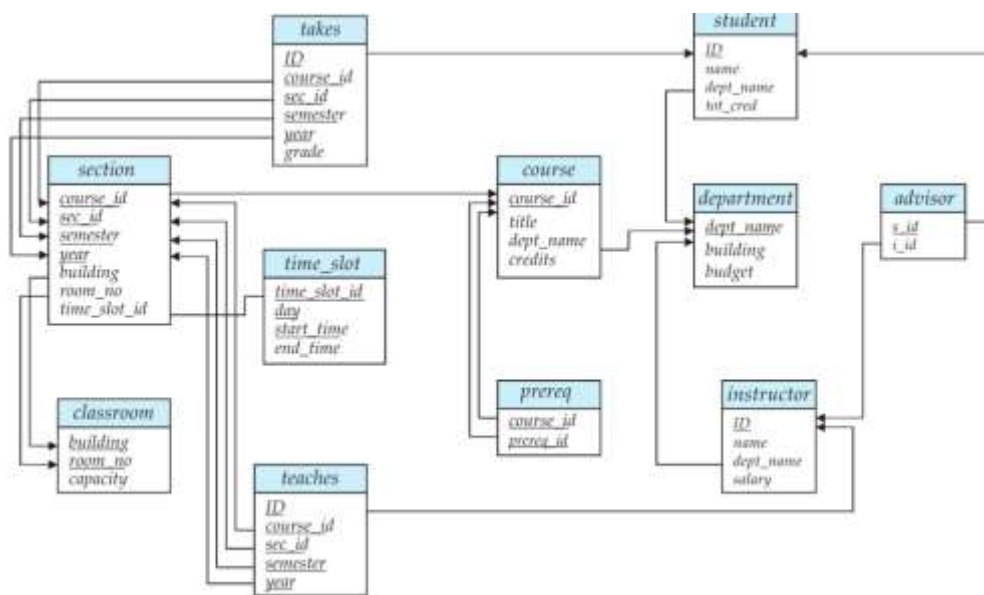 takes
ID
course_id
sec_id
semester
year
grade
student
ID
name
dept_name
tot_cred
section
course_id
sec_id
semester
year
building
room_no
time_slot_id
course
course_id
title
dept_name
credits
department
dept_name
building
budget
advisor
s_id
i_id
time_slot
time_slot_id
day
start_time
end_time
prereq
course_id
prereq_id
instructor
ID
name
dept_name
salary
classroom
building
room_no
capacity
teaches
ID
course_id
sec_id
semester
year